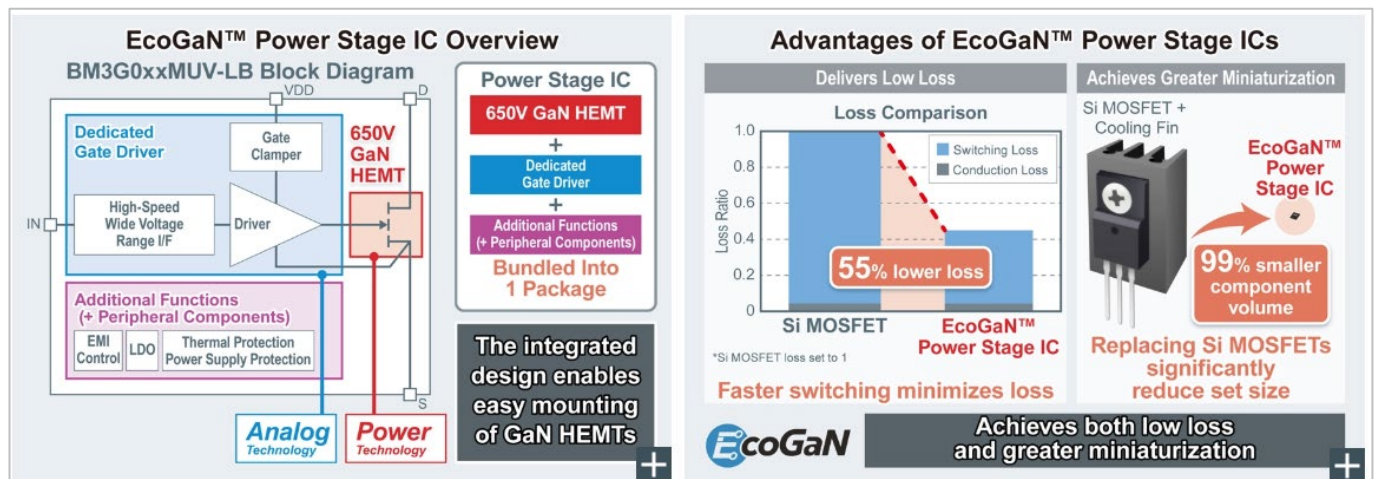 EcoGaN™ Power Stage IC Overview
BM3G0xxMUV-LB Block Diagram
VDD
D
Dedicated
Gate Driver
Gate
Clamper
650V
GaN
HEMT
IN
High-Speed
Wide Voltage
Range I/F
Driver
Additional Functions
(+ Peripheral Components)
EMI
Control
LDO
Thermal Protection
Power Supply Protection
S
Analog
Technology
Power
Technology
Power Stage IC
650V GaN HEMT
+
Dedicated
Gate Driver
+
Additional Functions
(+ Peripheral Components)
Bundled Into
1 Package
The integrated
design enables
easy mounting
of GaN HEMTs
Advantages of EcoGaN™ Power Stage ICs
Delivers Low Loss
Loss Comparison
Loss Ratio
1.0
0.8
0.6
0.4
0.2
0
Switching Loss
Conduction Loss
55% lower loss
Si MOSFET
EcoGaN™
Power Stage IC
*Si MOSFET loss set to 1
Faster switching minimizes loss
Achieves Greater Miniaturization
Si MOSFET +
Cooling Fin
EcoGaN™
Power
Stage IC
99% smaller
component
volume
Replacing Si MOSFETs
significantly
reduce set size
EcoGaN
Achieves both low loss
and greater miniaturization